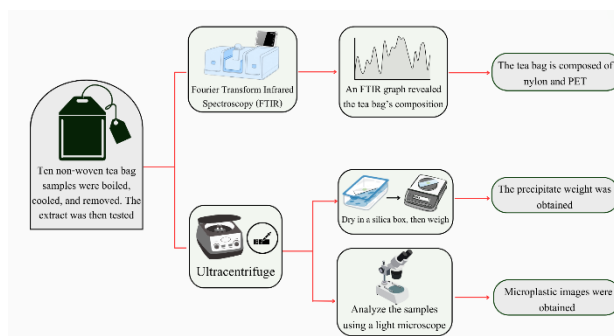 Ten non-woven tea bag
samples were boiled,
cooled, and removed. The
extract was then tested
Fourier Transform Infrared
Spectroscopy (FTIR)
An FTIR graph revealed
the tea bag's composition
The tea bag is composed of
nylon and PET
Ultracentrifuge
Dry in a silica box, then weigh
The precipitate weight was
obtained
Analyze the samples
using a light microscope
Microplastic images were
obtained